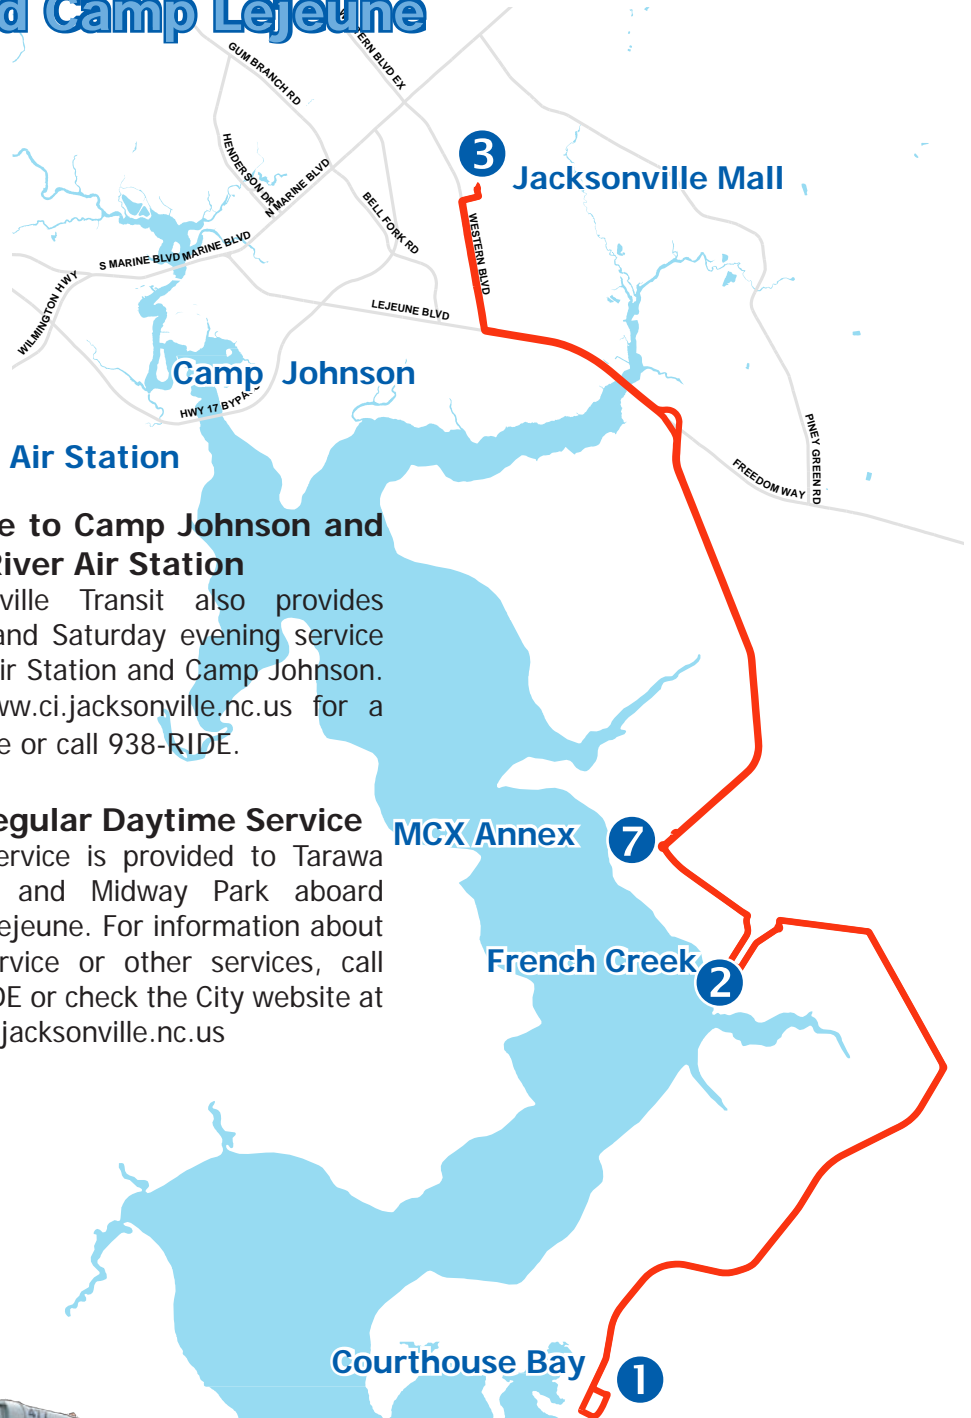 d Camp Lejeune
GUM BRANCH RD
WESTERN BLVD EX
HENDERSON DR
N MARINE BLVD
3
Jacksonville Mall
BELL FORK RD
WESTERN BLVD
S MARINE BLVD
MARINE BLVD
WILMINGTON HWY
LEJEUNE BLVD
Camp Johnson
HWY 17 BYPAS
PINEY GREEN RD
FREEDOM WAY
Air Station
e to Camp Johnson and
River Air Station
ville Transit also provides
and Saturday evening service
ir Station and Camp Johnson.
ww.ci.jacksonville.nc.us for a
e or call 938-RIDE.
egular Daytime Service
ervice is provided to Tarawa
and Midway Park aboard
ejeune. For information about
rvice or other services, call
DE or check the City website at
jacksonville.nc.us
MCX Annex
7
French Creek
2
Courthouse Bay
1